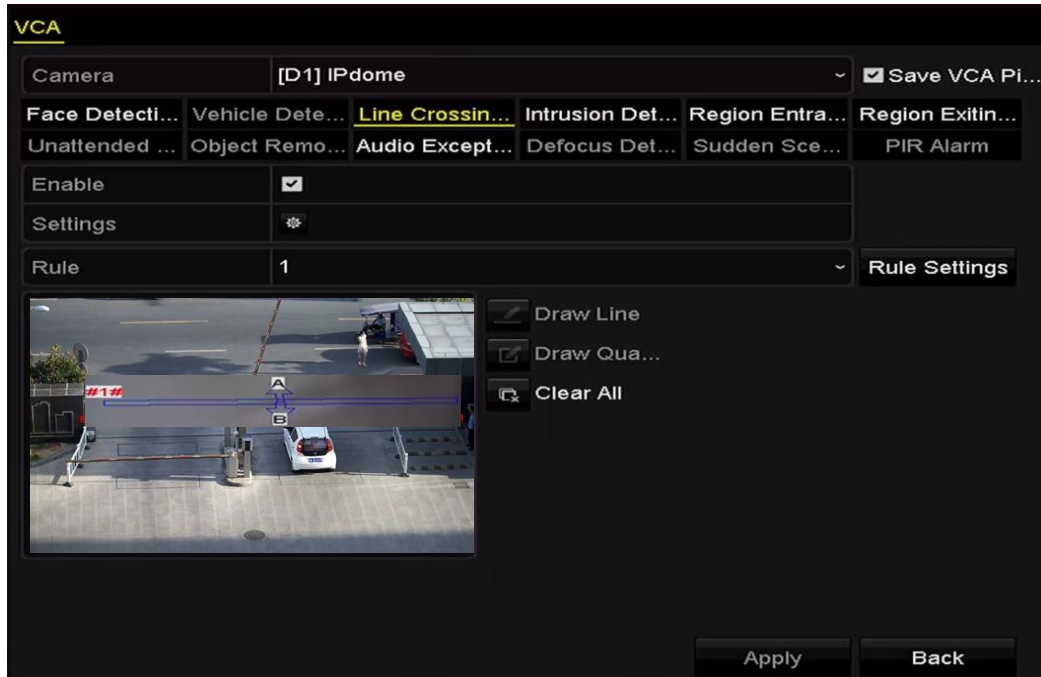 VCA
Camera [D1] IPdome Save VCA Pi...
Face Detecti... Vehicle Dete... Line Crossin... Intrusion Det... Region Entra... Region Exitin...
Unattended ... Object Remo... Audio Except... Defocus Det... Sudden Sce... PIR Alarm
Enable
Settings
Rule 1 Rule Settings
Draw Line
Draw Qua...
Clear All
#1#
A
B
Apply Back